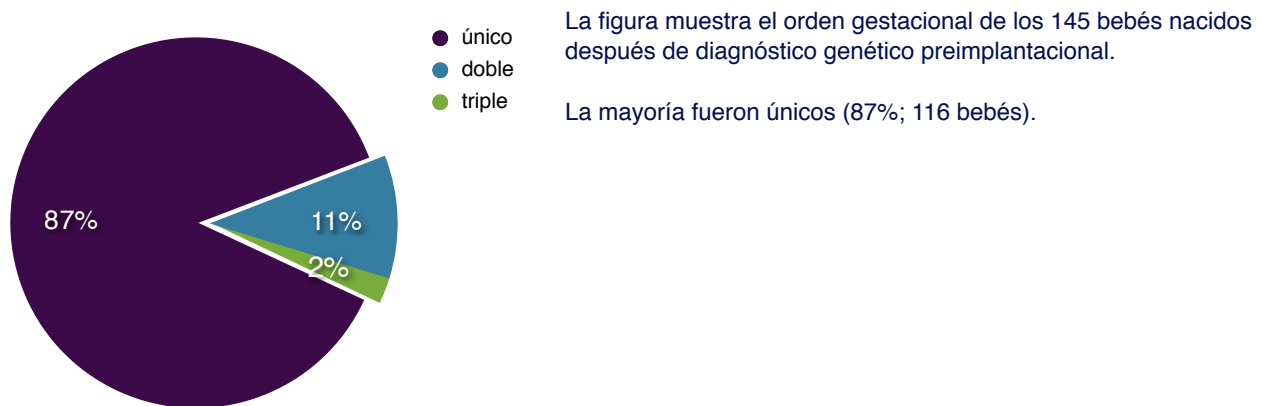 único
doble
triple
87%
11%
2%
La figura muestra el orden gestacional de los 145 bebés nacidos
después de diagnóstico genético preimplantacional.
La mayoría fueron únicos (87%; 116 bebés).